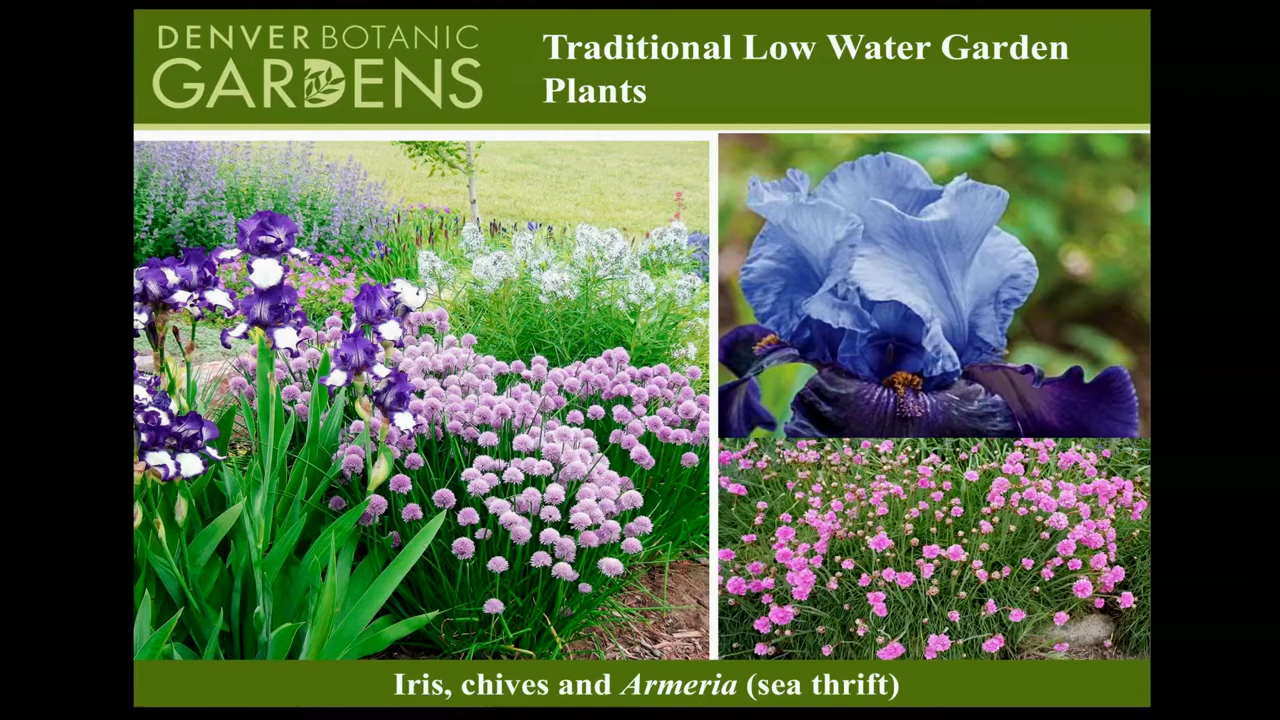 DENVER BOTANIC
GARDENS
Traditional Low Water Garden
Plants
Iris, chives and Armeria (sea thrift)